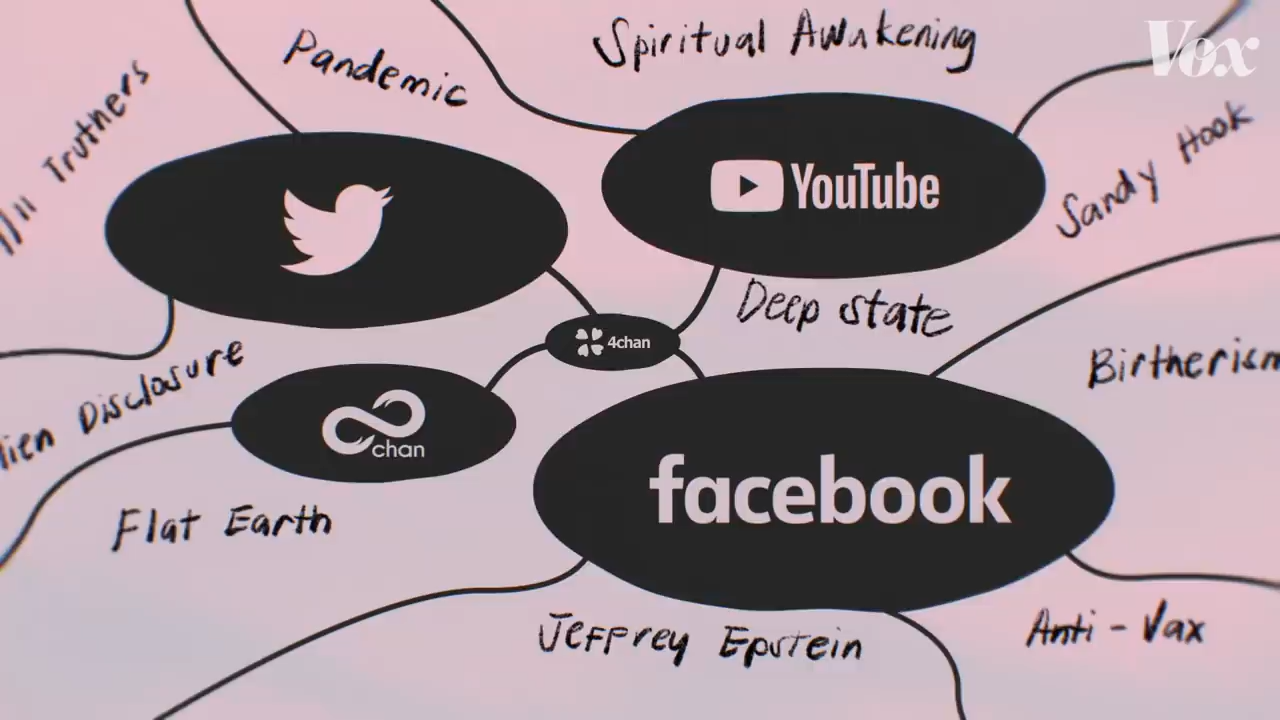 Spiritual Awakening
Vox
Pandemic
Truthers
Sandy Hook
YouTube
Deep state
4chan
Birtherism
Disclosure
chan
facebook
Flat Earth
Jeffrey Epstein
Anti-Vax